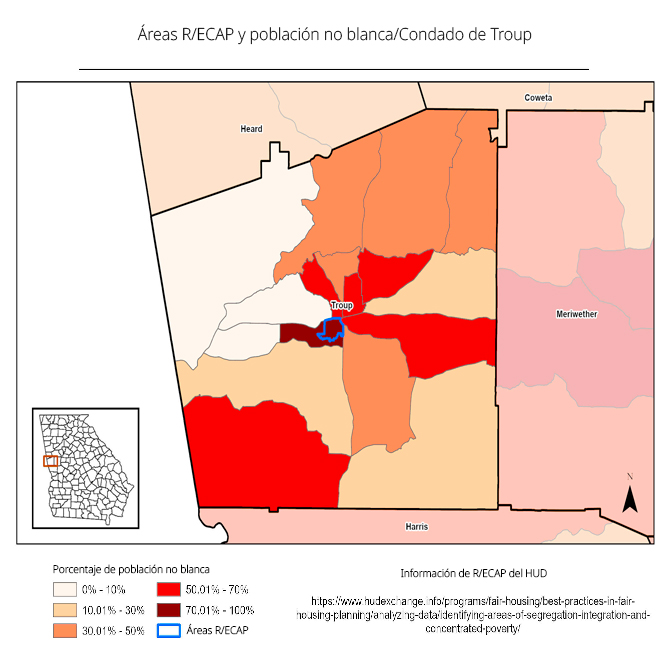 Áreas R/ECAP y población no blanca/Condado de Troup
Coweta
Heard
Troup
Meriwether
Harris
N
Porcentaje de población no blanca
0% - 10%
10.01% - 30%
30.01% - 50%
50.01% - 70%
70.01% - 100%
Áreas R/ECAP
Información de R/ECAP del HUD
https://www.hudexchange.info/programs/fair-housing/best-practices-in-fair-
housing-planning/analyzing-data/identifying-areas-of-segregation-integration-and-
concentrated-poverty/